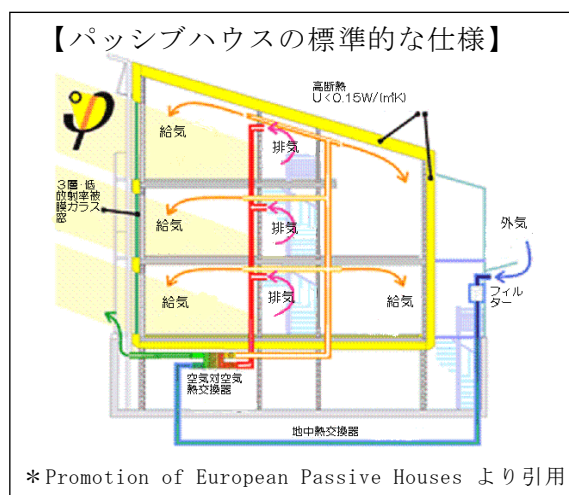 【パッシブハウスの標準的な仕様】
高断熱
U<0.15W/(㎡K)
給気
排気
3層・低
放射率被
膜ガラス
窓
給気
排気
外気
給気
排気
給気
フィル
ター
空気対空気
熱交換器
地中熱交換器
*Promotion of European Passive Houses より引用